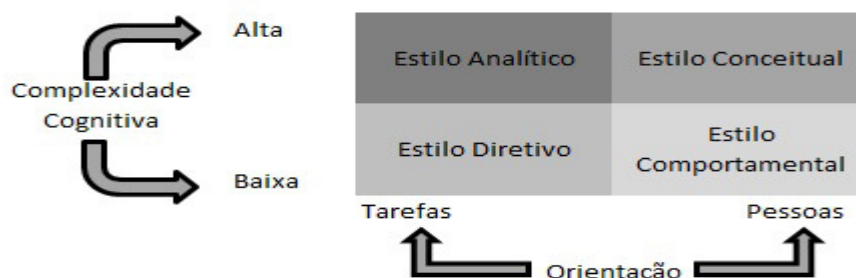 Alta
Estilo Analítico
Estilo Conceitual
Complexidade
Cognitiva
Estilo Diretivo
Estilo
Comportamental
Baixa
Tarefas
Pessoas
Orientação